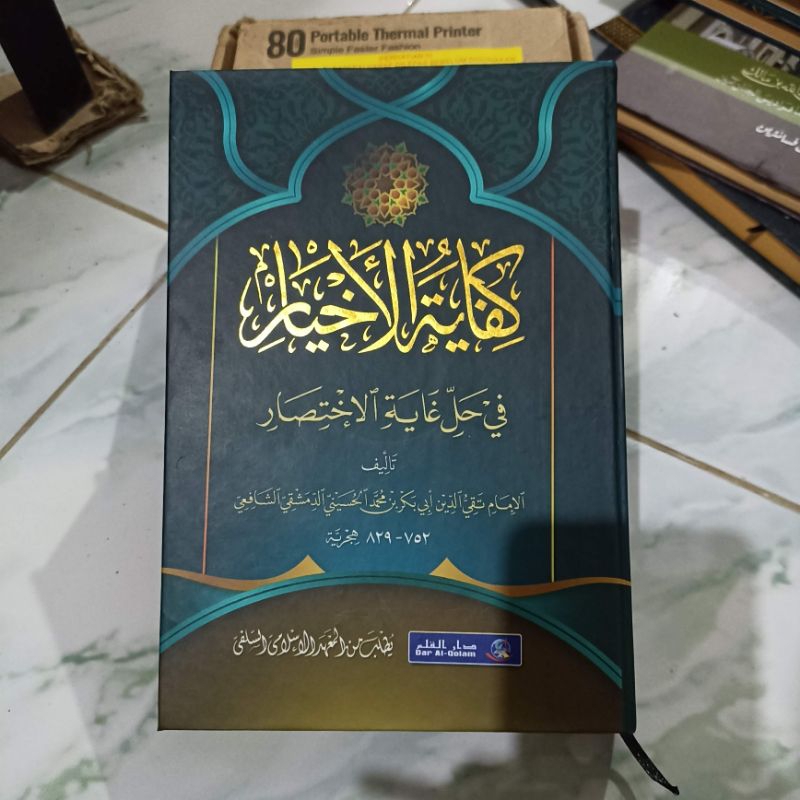 80 Portable Thermal Printer
Simple Faster Fashion
كفاية الأخيار
في حل غاية الاختصار
تأليف
الإمام تقي الدين أبي بكر بن محمد الحسيني الدمشقي الشافعي
٧٥٢ - ٨٢٩ هجرية
يطلب من المعهد الإسلامي السلفي
دار القلم
Dar Al-Qolam